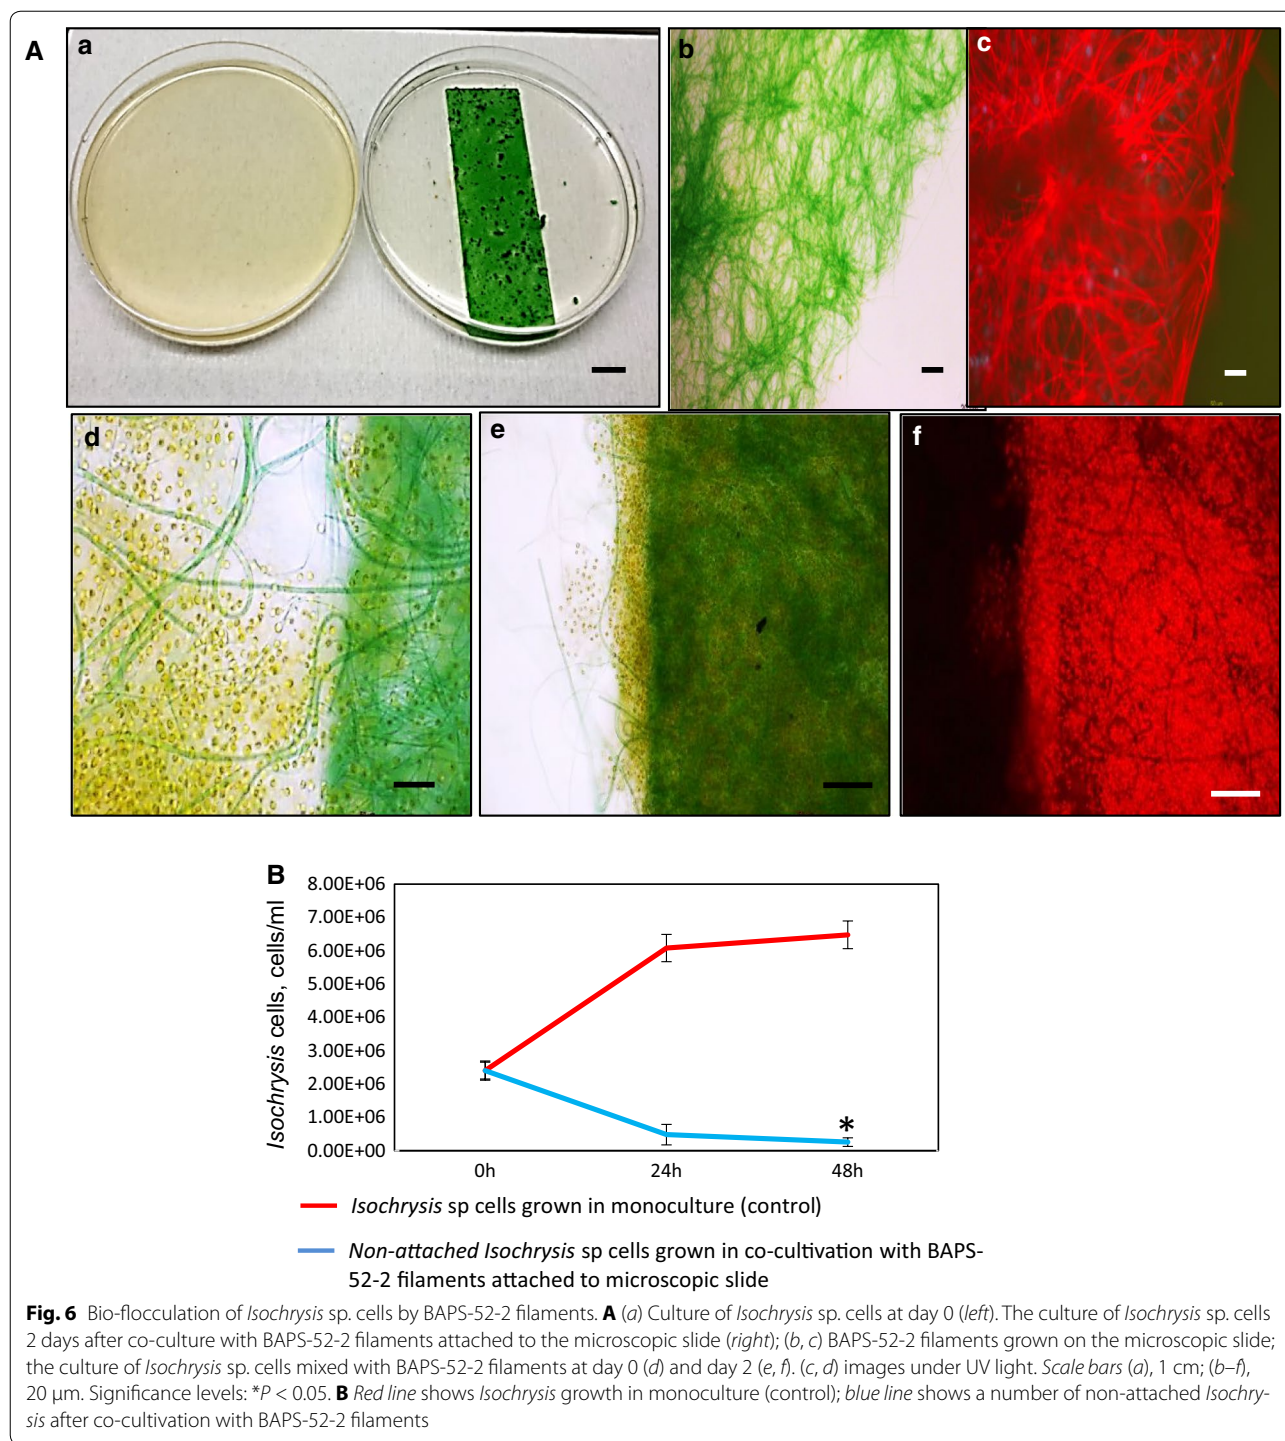 A
a
b
c
d
e
f
B
8.00E+06
7.00E+06
6.00E+06
5.00E+06
4.00E+06
3.00E+06
2.00E+06
1.00E+06
0.00E+00
Isochrysis cells, cells/ml
*
0h 24h 48h
Isochrysis sp cells grown in monoculture (control)
Non-attached Isochrysis sp cells grown in co-cultivation with BAPS-
52-2 filaments attached to microscopic slide
Fig. 6 Bio-flocculation of Isochrysis sp. cells by BAPS-52-2 filaments. A (a) Culture of Isochrysis sp. cells at day 0 (left). The culture of Isochrysis sp. cells
2 days after co-culture with BAPS-52-2 filaments attached to the microscopic slide (right); (b, c) BAPS-52-2 filaments grown on the microscopic slide;
the culture of Isochrysis sp. cells mixed with BAPS-52-2 filaments at day 0 (d) and day 2 (e, f). (c, d) images under UV light. Scale bars (a), 1 cm; (b–f),
20 µm. Significance levels: *P < 0.05. B Red line shows Isochrysis growth in monoculture (control); blue line shows a number of non-attached Isochry-
sis after co-cultivation with BAPS-52-2 filaments